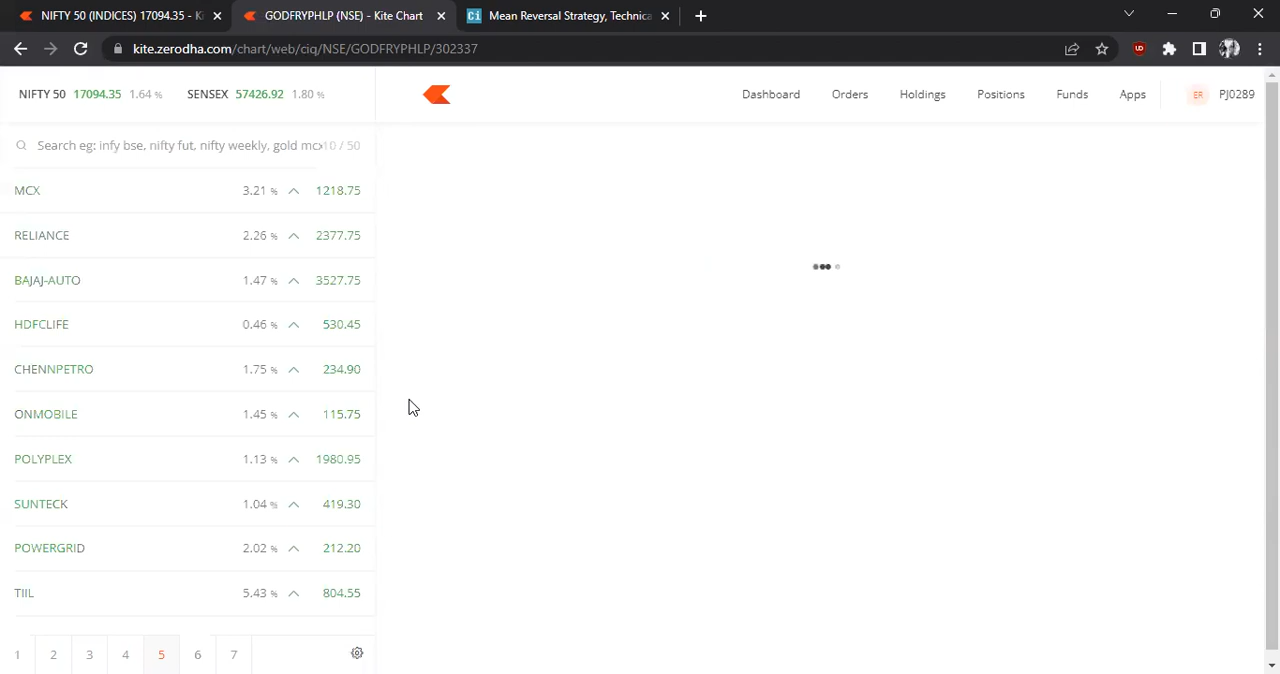 NIFTY 50 (INDICES) 17094.35 - Ki
GODFRYPHLP (NSE) - Kite Chart
Ci Mean Reversal Strategy, Technica
kite.zerodha.com/chart/web/ciq/NSE/GODFRYPHLP/302337
NIFTY 50 17094.35 1.64 % SENSEX 57426.92 1.80 %
Dashboard Orders Holdings Positions Funds Apps ER PJ0289
Search eg: infy bse, nifty fut, nifty weekly, gold mcx 10 / 50
MCX 3.21 % 1218.75
RELIANCE 2.26 % 2377.75
BAJAJ-AUTO 1.47 % 3527.75
HDFCLIFE 0.46 % 530.45
CHENNPETRO 1.75 % 234.90
ONMOBILE 1.45 % 115.75
POLYPLEX 1.13 % 1980.95
SUNTECK 1.04 % 419.30
POWERGRID 2.02 % 212.20
TIIL 5.43 % 804.55
1 2 3 4 5 6 7